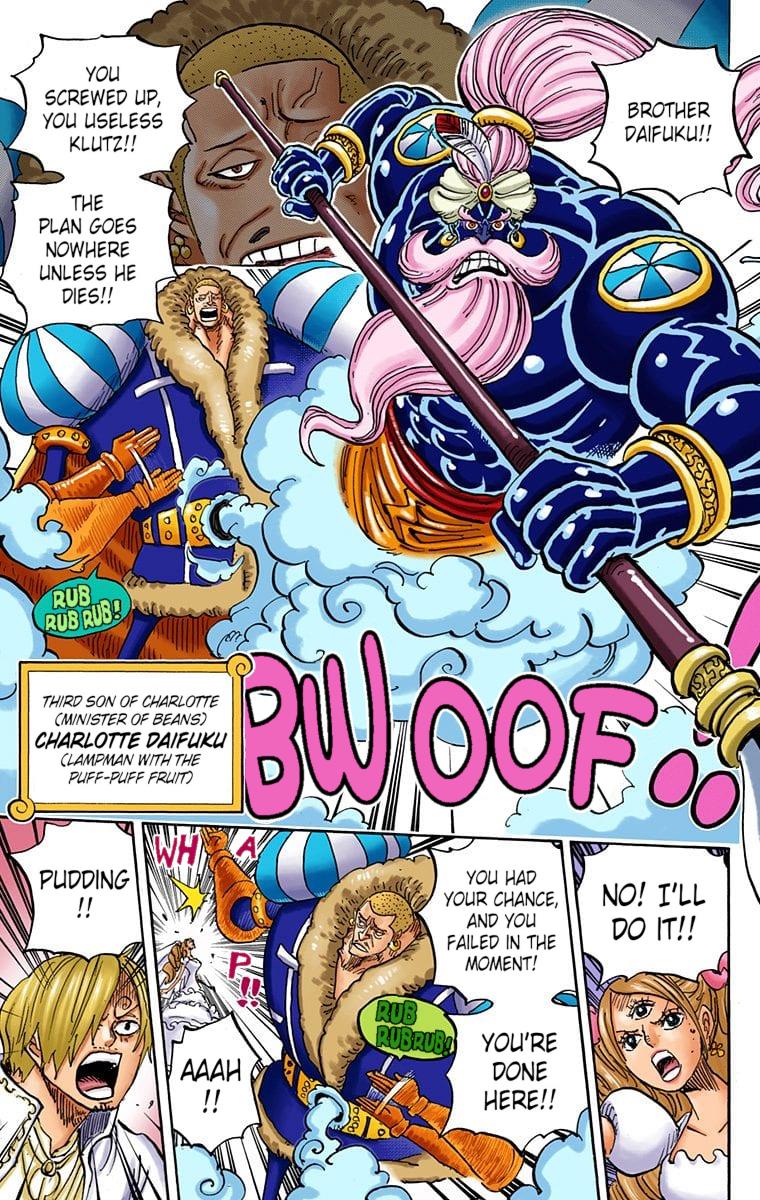 BROTHER
DAIFUKU!!
YOU
SCREWED UP,
YOU USELESS
KLUTZ!!
THE
PLAN GOES
NOWHERE
UNLESS HE
DIES!!
RUB
RUB RUB!
THIRD SON OF CHARLOTTE
(MINISTER OF BEANS)
CHARLOTTE DAIFUKU
(LAMPMAN WITH THE
PUFF-PUFF FRUIT)
BWOOF!!
NO! I'LL
DO IT!!
YOU HAD
YOUR CHANCE,
AND YOU
FAILED IN THE
MOMENT!
YOU'RE
DONE
HERE!!
RUB
RUBRUB!
WHAP!!
AAAH
!!
PUDDING
!!